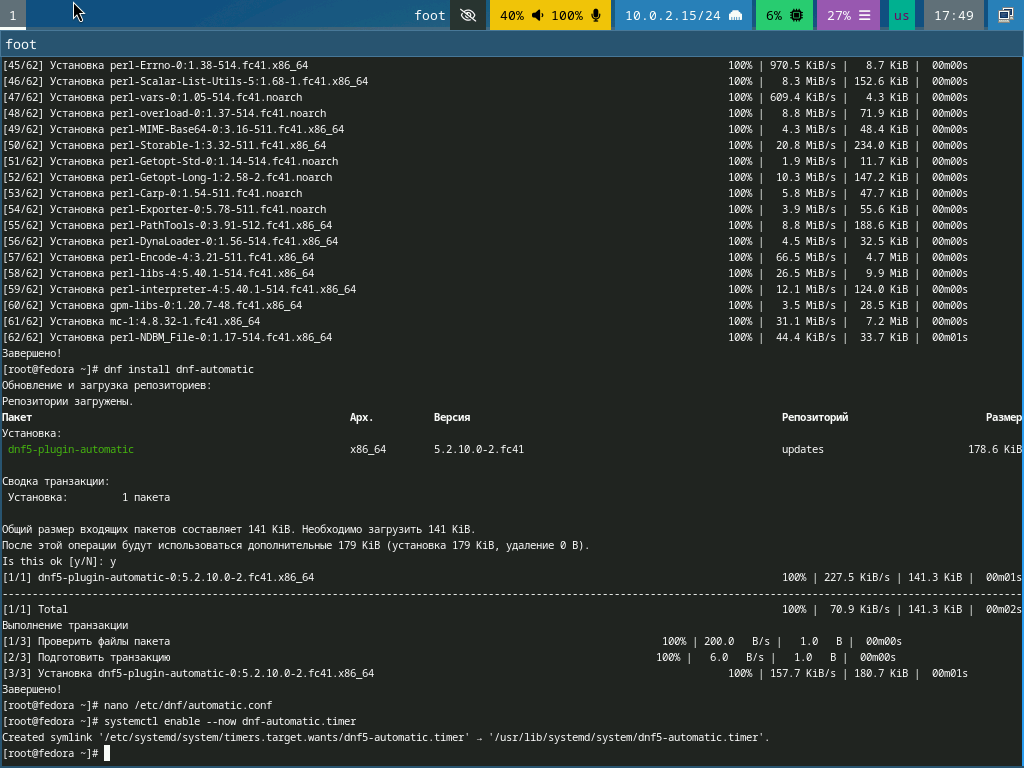 1 foot 40% 100% 10.0.2.15/24 6% 27% us 17:49
foot
[45/62] Установка perl-Errno-0:1.38-514.fc41.x86_64 100% | 970.5 KiB/s | 8.7 KiB | 00m00s
[46/62] Установка perl-Scalar-List-Utils-5:1.68-1.fc41.x86_64 100% | 8.3 MiB/s | 152.6 KiB | 00m00s
[47/62] Установка perl-vars-0:1.05-514.fc41.noarch 100% | 609.4 KiB/s | 4.3 KiB | 00m00s
[48/62] Установка perl-overload-0:1.37-514.fc41.noarch 100% | 8.8 MiB/s | 71.9 KiB | 00m00s
[49/62] Установка perl-MIME-Base64-0:3.16-511.fc41.x86_64 100% | 4.3 MiB/s | 48.4 KiB | 00m00s
[50/62] Установка perl-Storable-1:3.32-511.fc41.x86_64 100% | 20.8 MiB/s | 234.0 KiB | 00m00s
[51/62] Установка perl-Getopt-Std-0:1.14-514.fc41.noarch 100% | 1.9 MiB/s | 11.7 KiB | 00m00s
[52/62] Установка perl-Getopt-Long-1:2.58-2.fc41.noarch 100% | 10.3 MiB/s | 147.2 KiB | 00m00s
[53/62] Установка perl-Carp-0:1.54-511.fc41.noarch 100% | 5.8 MiB/s | 47.7 KiB | 00m00s
[54/62] Установка perl-Exporter-0:5.78-511.fc41.noarch 100% | 3.9 MiB/s | 55.6 KiB | 00m00s
[55/62] Установка perl-PathTools-0:3.91-512.fc41.x86_64 100% | 8.8 MiB/s | 188.6 KiB | 00m00s
[56/62] Установка perl-DynaLoader-0:1.56-514.fc41.x86_64 100% | 4.5 MiB/s | 32.5 KiB | 00m00s
[57/62] Установка perl-Encode-4:3.21-511.fc41.x86_64 100% | 66.5 MiB/s | 4.7 MiB | 00m00s
[58/62] Установка perl-libs-4:5.40.1-514.fc41.x86_64 100% | 26.5 MiB/s | 9.9 MiB | 00m00s
[59/62] Установка perl-interpreter-4:5.40.1-514.fc41.x86_64 100% | 12.1 MiB/s | 124.0 KiB | 00m00s
[60/62] Установка gpm-libs-0:1.20.7-48.fc41.x86_64 100% | 3.5 MiB/s | 28.5 KiB | 00m00s
[61/62] Установка mc-1:4.8.32-1.fc41.x86_64 100% | 31.1 MiB/s | 7.2 MiB | 00m00s
[62/62] Установка perl-NDBM_File-0:1.17-514.fc41.x86_64 100% | 44.4 KiB/s | 33.7 KiB | 00m01s
Завершено!
[root@fedora ~]# dnf install dnf-automatic
Обновление и загрузка репозиториев:
Репозитории загружены.
Пакет Арх. Версия Репозиторий Размер
Установка:
dnf5-plugin-automatic x86_64 5.2.10.0-2.fc41 updates 178.6 KiB
Сводка транзакции:
Установка: 1 пакета
Общий размер входящих пакетов составляет 141 KiB. Необходимо загрузить 141 KiB.
После этой операции будут использоваться дополнительные 179 KiB (установка 179 KiB, удаление 0 B).
Is this ok [y/N]: y
[1/1] dnf5-plugin-automatic-0:5.2.10.0-2.fc41.x86_64 100% | 227.5 KiB/s | 141.3 KiB | 00m01s
--------------------------------------------------------------------------------
[1/1] Total 100% | 70.9 KiB/s | 141.3 KiB | 00m02s
Выполнение транзакции
[1/3] Проверить файлы пакета 100% | 200.0 B/s | 1.0 B | 00m00s
[2/3] Подготовить транзакцию 100% | 6.0 B/s | 1.0 B | 00m00s
[3/3] Установка dnf5-plugin-automatic-0:5.2.10.0-2.fc41.x86_64 100% | 157.7 KiB/s | 180.7 KiB | 00m01s
Завершено!
[root@fedora ~]# nano /etc/dnf/automatic.conf
[root@fedora ~]# systemctl enable --now dnf-automatic.timer
Created symlink '/etc/systemd/system/timers.target.wants/dnf5-automatic.timer' → '/usr/lib/systemd/system/dnf5-automatic.timer'.
[root@fedora ~]#